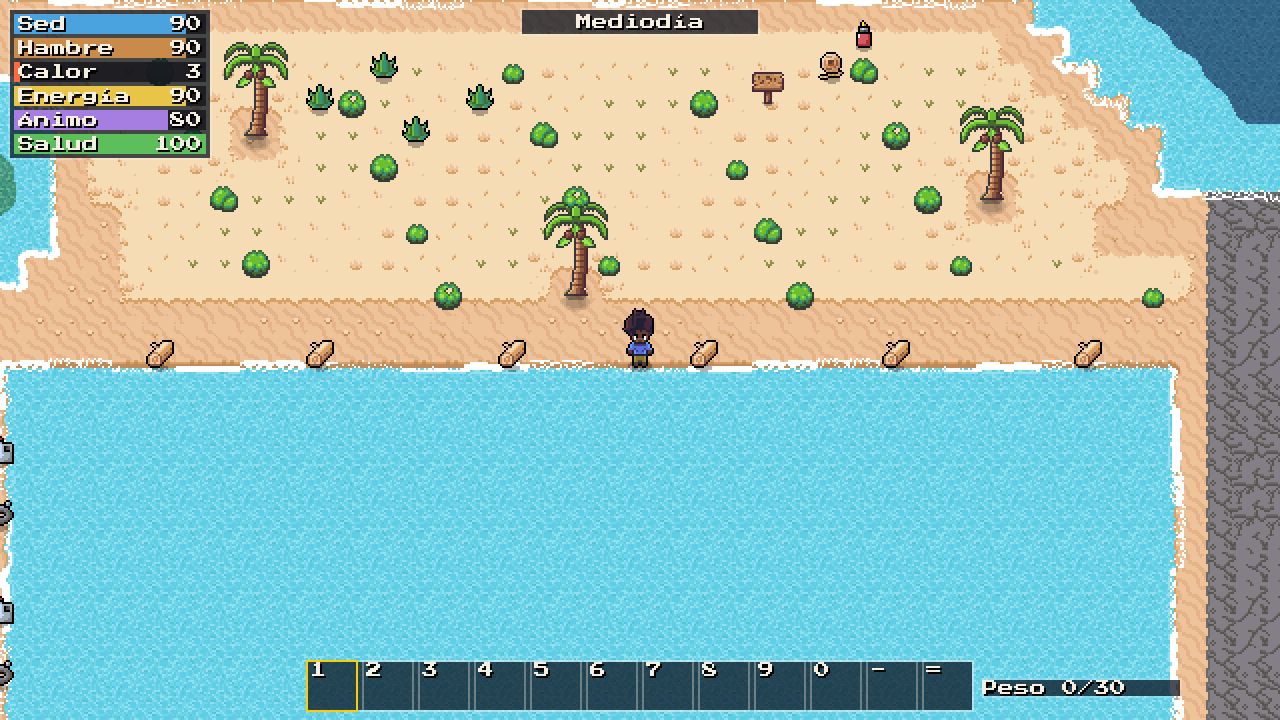 Sed 90
Hambre 90
Calor 3
Energía 90
Ánimo 80
Salud 100
Mediodía
1 2 3 4 5 6 7 8 9 0 - =
Peso 0/30